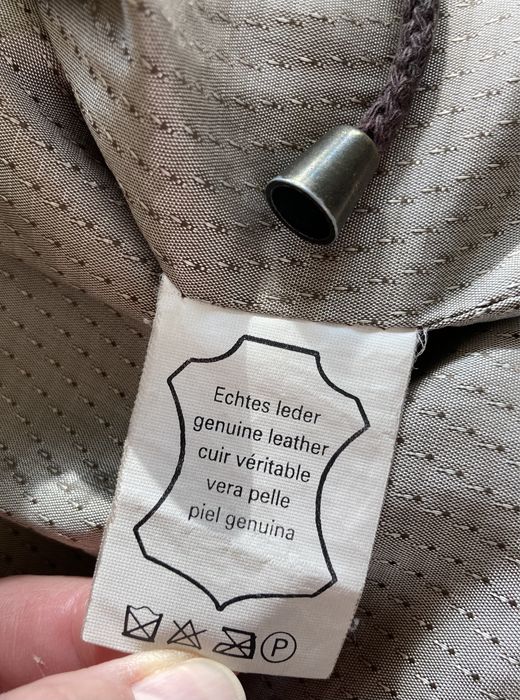 Echtes leder
genuine leather
cuir véritable
vera pelle
piel genuina
P